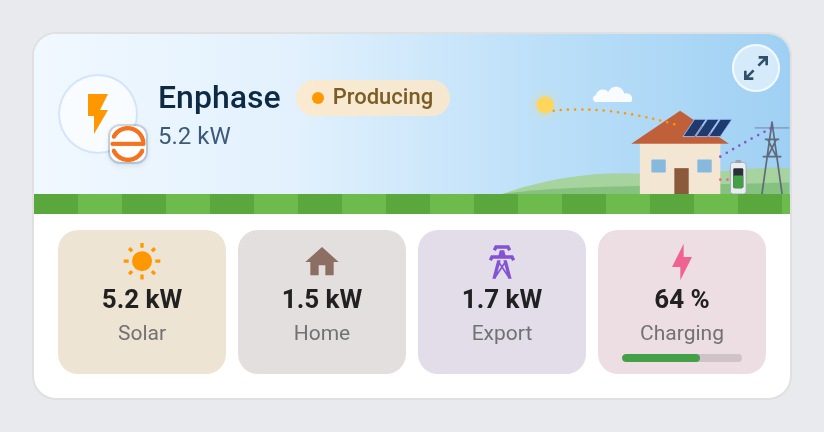 Enphase
Producing
5.2 kW
5.2 kW
Solar
1.5 kW
Home
1.7 kW
Export
64 %
Charging